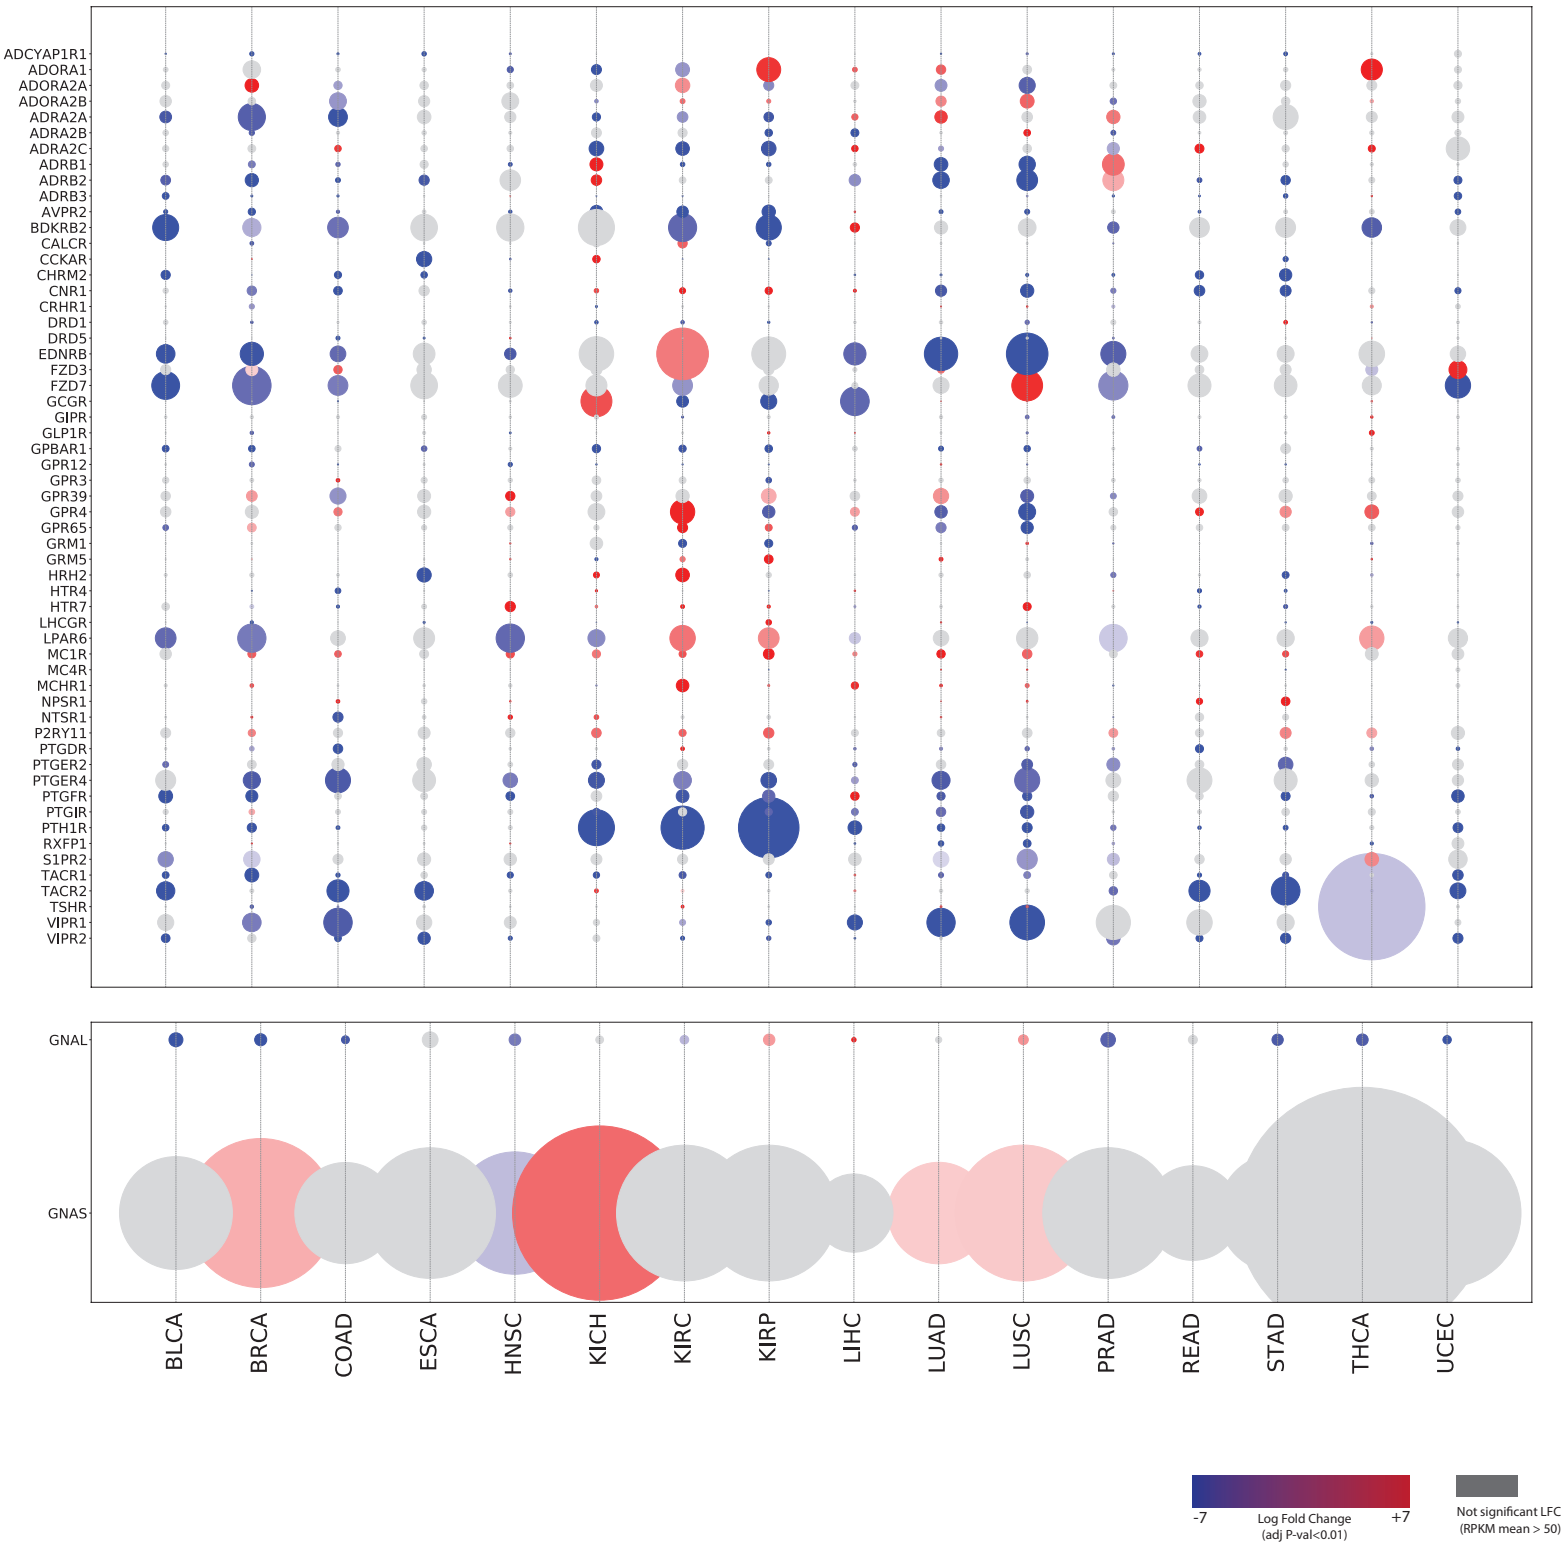 ADCYAP1R1
ADORA1
ADORA2A
ADORA2B
ADRA2A
ADRA2B
ADRA2C
ADRB1
ADRB2
ADRB3
AVPR2
BDKRB2
CALCR
CCKAR
CHRM2
CNR1
CRHR1
DRD1
DRD5
EDNRB
FZD3
FZD7
GCGR
GIPR
GLP1R
GPBAR1
GPR12
GPR3
GPR39
GPR4
GPR65
GRM1
GRM5
HRH2
HTR4
HTR7
LHCGR
LPAR6
MC1R
MC4R
MCHR1
NPSR1
NTSR1
P2RY11
PTGDR
PTGER2
PTGER4
PTGFR
PTGIR
PTH1R
RXFP1
S1PR2
TACR1
TACR2
TSHR
VIPR1
VIPR2
GNAL
GNAS
BLCA
BRCA
COAD
ESCA
HNSC
KICH
KIRC
KIRP
LIHC
LUAD
LUSC
PRAD
READ
STAD
THCA
UCEC
-7
Log Fold Change
+7
(adj P-val<0.01)
Not significant LFC
(RPKM mean > 50)